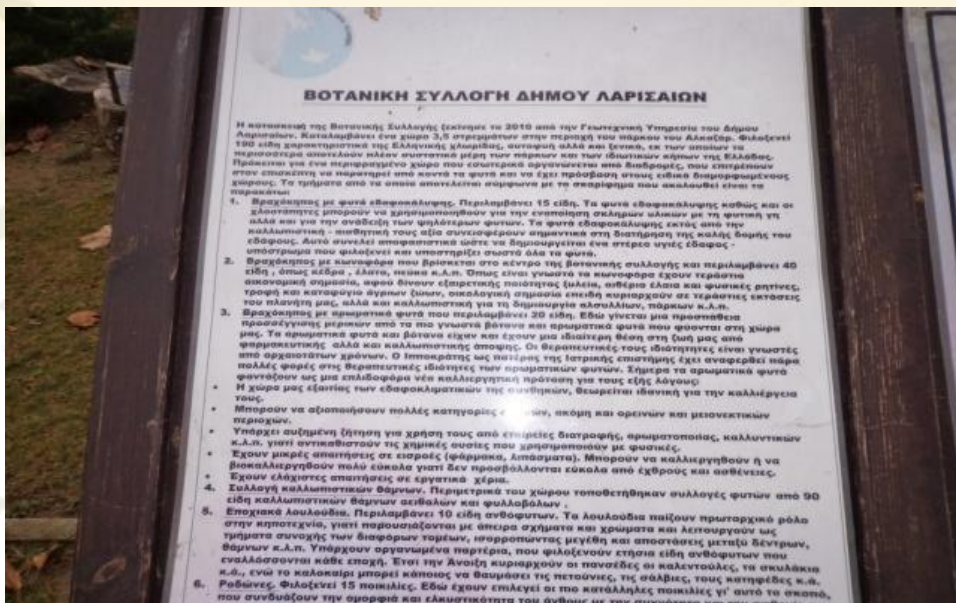 ΒΟΤΑΝΙΚΗ ΣΥΛΛΟΓΗ ΔΗΜΟΥ ΛΑΡΙΣΑΙΩΝ
Η κατασκευή της Βοτανικής Συλλογής ξεκίνησε το 2010 από την Γεωτεχνική Υπηρεσία του Δήμου
Λαρισαίων. Καταλαμβάνει ένα χώρο 3,5 στρεμμάτων στην περιοχή του πάρκου του Αλκαζάρ. Φιλοξενεί
190 είδη χαρακτηριστικά της Ελληνικής χλωρίδας, αυτοφυή αλλά και ξενικά, εκ των οποίων τα
περισσότερα αποτελούν πλέον συστατικά μέρη των πάρκων και των ιδιωτικών κήπων της Ελλάδας.
Πρόκειται για ένα περιφραγμένο χώρο που εσωτερικά οργανώνεται από διαδρομές, που επιτρέπουν
στον επισκέπτη να παρατηρεί από κοντά τα φυτά και να έχει πρόσβαση στους ειδικά διαμορφωμένους
χώρους. Τα τμήματα από τα οποία αποτελείται σύμφωνα με το σκαρίφημα που ακολουθεί είναι τα
παρακάτω:
1. Βραχόκηπος με φυτά εδαφοκάλυψης. Περιλαμβάνει 15 είδη. Τα φυτά εδαφοκάλυψης καθώς και οι
χλοοτάπητες μπορούν να χρησιμοποιηθούν για την εναποίηση σκληρών υλικών με τη φυτική γη
αλλά και για την ανάδειξη των ψηλότερων φυτών. Τα φυτά εδαφοκάλυψης εκτός από την
καλλωπιστική - αισθητική τους αξία συνεισφέρουν σημαντικά στη διατήρηση της καλής δομής του
εδάφους. Αυτό συνελεί αποφασιστικά ώστε να δημιουργείται ένα στέρεο υγιές έδαφος -
υπόστρωμα που φιλοξενεί και υποστηρίζει σωστά όλα τα φυτά.
2. Βραχόκηπος με κωνοφόρα που βρίσκεται στο κέντρο της βοτανικής συλλογής και περιλαμβάνει 40
είδη , όπως κέδρα , έλατα, πεύκα κ.λ.π. Όπως είναι γνωστό τα κωνοφόρα έχουν τεράστια
οικονομική σημασία, αφού δίνουν εξαιρετικής ποιότητας ξυλεία, αιθέρια έλαια και φυσικές ρητίνες,
τροφή και καταφύγιο άγριων ζώων, οικολογική σημασία επειδή κυριαρχούν σε τεράστιες εκτάσεις
του πλανήτη μας, αλλά και καλλωπιστική για τη δημιουργία αλσυλλίων, πάρκων κ.λ.π.
3. Βραχόκηπος με αρωματικά φυτά που περιλαμβάνει 20 είδη. Εδώ γίνεται μια προσπάθεια
προσέγγισης μερικών από τα πιο γνωστά βότανα και αρωματικά φυτά που φύονται στη χώρα
μας. Τα αρωματικά φυτά και βότανα είχαν και έχουν μια ιδιαίτερη θέση στη ζωή μας από
φαρμακευτικής αλλά και καλλωπιστικής άποψης. Οι θεραπευτικές τους ιδιότητητες είναι γνωστές
από αρχαιοτάτων χρόνων. Ο Ιπποκράτης ως πατέρας της Ιατρικής επιστήμης έχει αναφερθεί πάρα
πολλές φορές στις θεραπευτικές ιδιότητες των αρωματικών φυτών. Σήμερα τα αρωματικά φυτά
φαντάζουν ως μια επιλιδοφόρα νέα καλλιεργητική πρόταση για τους εξής λόγους:
• Η χώρα μας εξαιτίας των εδαφοκλιματικής της συνθηκών, θεωρείται ιδανική για την καλλιέργεια
τους.
• Μπορούν να αξιοποιήσουν πολλές κατηγορίες ακόμη και ορεινών και μειονεκτικών
περιοχών.
• Υπάρχει αυξημένη ζήτηση για χρήση τους από εταιρείες διατροφής, αρωματοποιίας, καλλυντικών
κ.λ.π. γιατί αντικαθιστούν τις χημικές ουσίες που χρησιμοποιούν με φυσικές.
• Έχουν μικρές απαιτήσεις σε εισροές (φάρμακα, λιπάσματα). Μπορούν να καλλιεργηθούν ή να
βιοκαλλιεργηθούν πολύ εύκολα γιατί δεν προσβάλλονται εύκολα από έχθρούς και ασθένειες.
• Έχουν ελάχιστες απαιτήσεις σε εργατικά χέρια.
4. Συλλογή καλλωπιστικών θάμνων. Περιμετρικά του χώρου τοποθετήθηκαν συλλογές φυτών από 90
είδη καλλωπιστικών θάμνων αειθαλών και φυλλοβόλων .
5. Εποχιακά λουλούδια. Περιλαμβάνει 10 είδη ανθόφυτων. Τα λουλούδια παίζουν πρωταρχικό ρόλο
στην κηποτεχνία, γιατί παρουσιάζονται με άπειρα σχήματα και χρώματα και λειτουργούν ως
τμήματα συνοχής των διαφόρων τομέων, ισορροπώντας μεγέθη και αποστάσεις μεταξύ δέντρων,
θάμνων κ.λ.π. Υπάρχουν οργανωμένα παρτέρια, που φιλοξενούν ετήσια είδη ανθόφυτων που
εναλλάσσονται κάθε εποχή. Έτσι την Άνοιξη κυριαρχούν οι πανσέδες οι καλεντούλες, τα σκυλάκια
κ.ά., ενώ το καλοκαίρι μπορεί κάποιος να θαυμάσει τις πετούνιες, τις σάλβιες, τους κατηφέδες κ.ά.
6. Ροδώνες. Φιλοξενεί 15 ποικιλίες. Εδώ έχουν επιλεγεί οι πιο κατάλληλες ποικιλίες γι' αυτό το σκοπό,
που συνδυάζουν την ομορφιά και ελκυστικότητα του άνθους με την